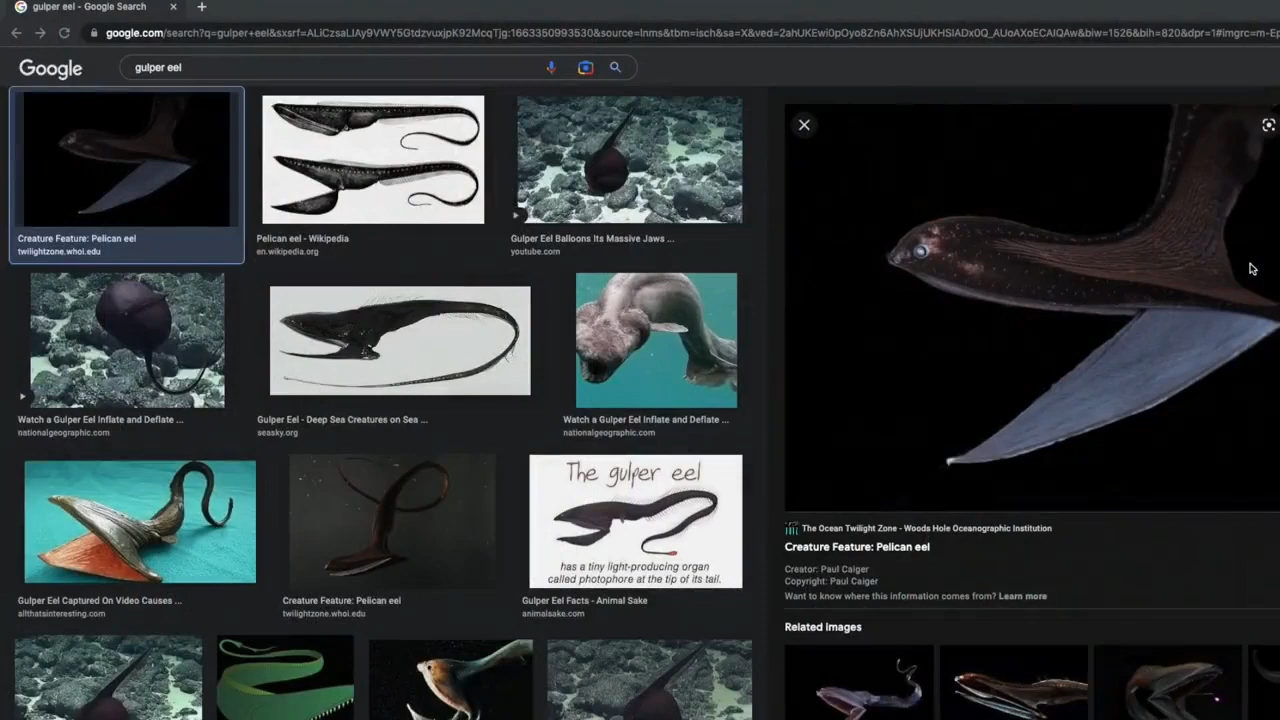 gulper eel - Google Search
google.com/search?q=gulper+eel&sxsrf=ALiCzsaLIAy9VWY5GtdzvuxjpK92McqTjg:1663350993530&source=lnms&tbm=isch&sa=X&ved=2ahUKEwi0pOyo8Zn6AhXSUjUKHSIADx0Q_AUoAXoECAIQAw&biw=1526&bih=820&dpr=1#imgrc=m-Ep
Google
gulper eel
Creature Feature: Pelican eel
twilightzone.whoi.edu
Pelican eel - Wikipedia
en.wikipedia.org
Gulper Eel Balloons Its Massive Jaws ...
youtube.com
Watch a Gulper Eel Inflate and Deflate ...
nationalgeographic.com
Gulper Eel - Deep Sea Creatures on Sea ...
seasky.org
Watch a Gulper Eel Inflate and Deflate ...
nationalgeographic.com
The gulper eel
has a tiny light-producing organ
called photophore at the tip of its tail.
Gulper Eel Captured On Video Causes ...
allthatsinteresting.com
Creature Feature: Pelican eel
twilightzone.whoi.edu
Gulper Eel Facts - Animal Sake
animalsake.com
The Ocean Twilight Zone - Woods Hole Oceanographic Institution
Creature Feature: Pelican eel
Creator: Paul Caiger
Copyright: Paul Caiger
Want to know where this information comes from? Learn more
Related images